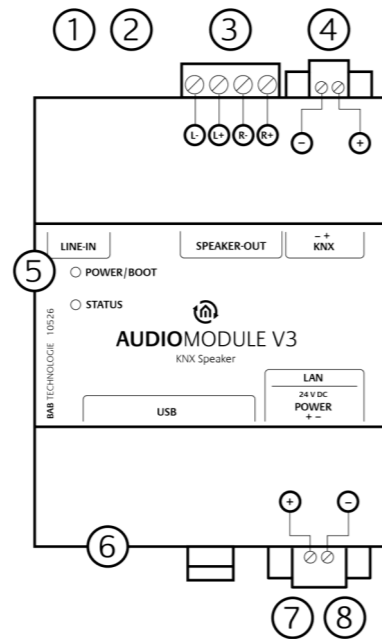 1 2 3 4
L- L+ R- R+ − +
LINE-IN SPEAKER-OUT − +
KNX
5
POWER/BOOT
STATUS
BAB TECHNOLOGIE 10526
AUDIOMODULE V3
KNX Speaker
LAN
24 V DC
USB POWER
+ −
+ −
6
7 8